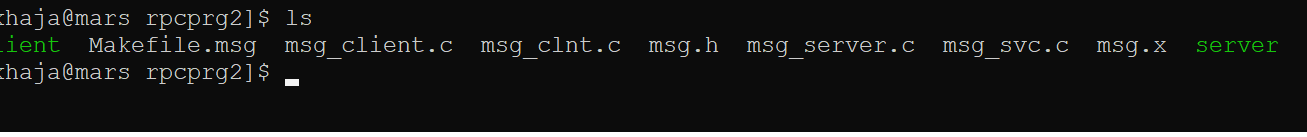 khaja@mars rpcprg2]$ ls
lient  Makefile.msg  msg_client.c  msg_clnt.c  msg.h  msg_server.c  msg_svc.c  msg.x  server
khaja@mars rpcprg2]$